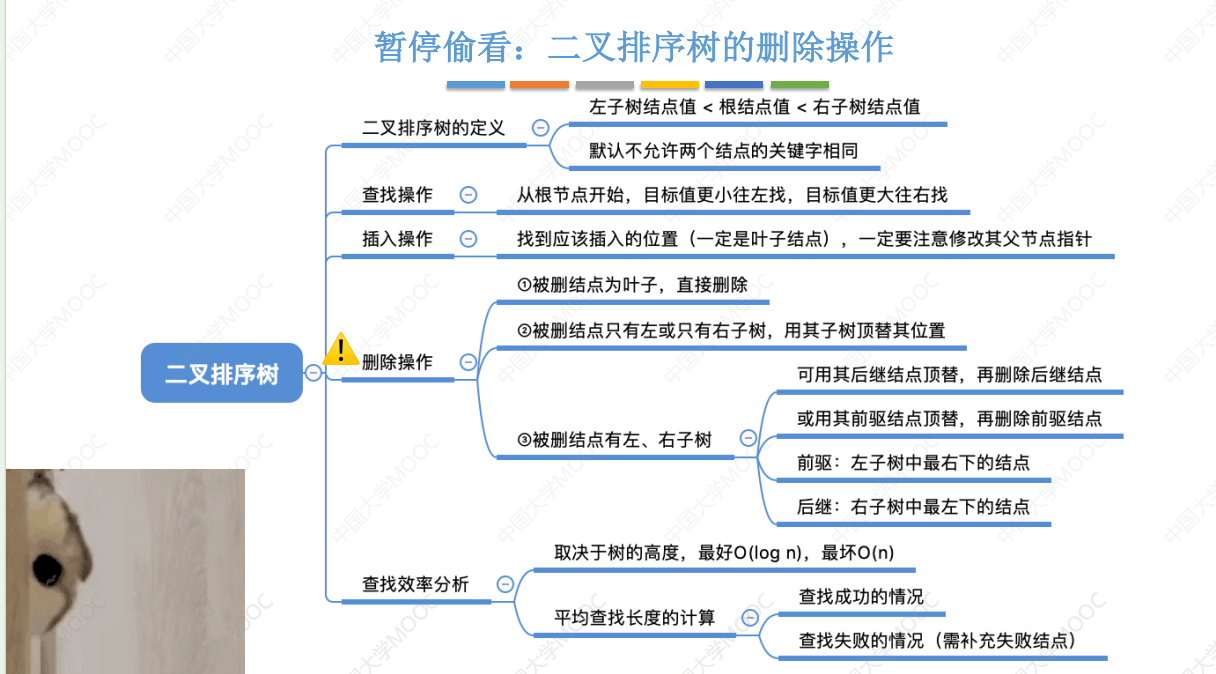 暂停偷看：二叉排序树的删除操作
左子树结点值 < 根结点值 < 右子树结点值
二叉排序树的定义
默认不允许两个结点的关键字相同
查找操作
从根节点开始，目标值更小往左找，目标值更大往右找
插入操作
找到应该插入的位置（一定是叶子结点），一定要注意修改其父节点指针
①被删结点为叶子，直接删除
②被删结点只有左或只有右子树，用其子树顶替其位置
删除操作
二叉排序树
可用其后继结点顶替，再删除后继结点
或用其前驱结点顶替，再删除前驱结点
③被删结点有左、右子树
前驱：左子树中最右下的结点
后继：右子树中最左下的结点
取决于树的高度，最好O(log n)，最坏O(n)
查找效率分析
查找成功的情况
平均查找长度的计算
查找失败的情况（需补充失败结点）
中国大学MOOC